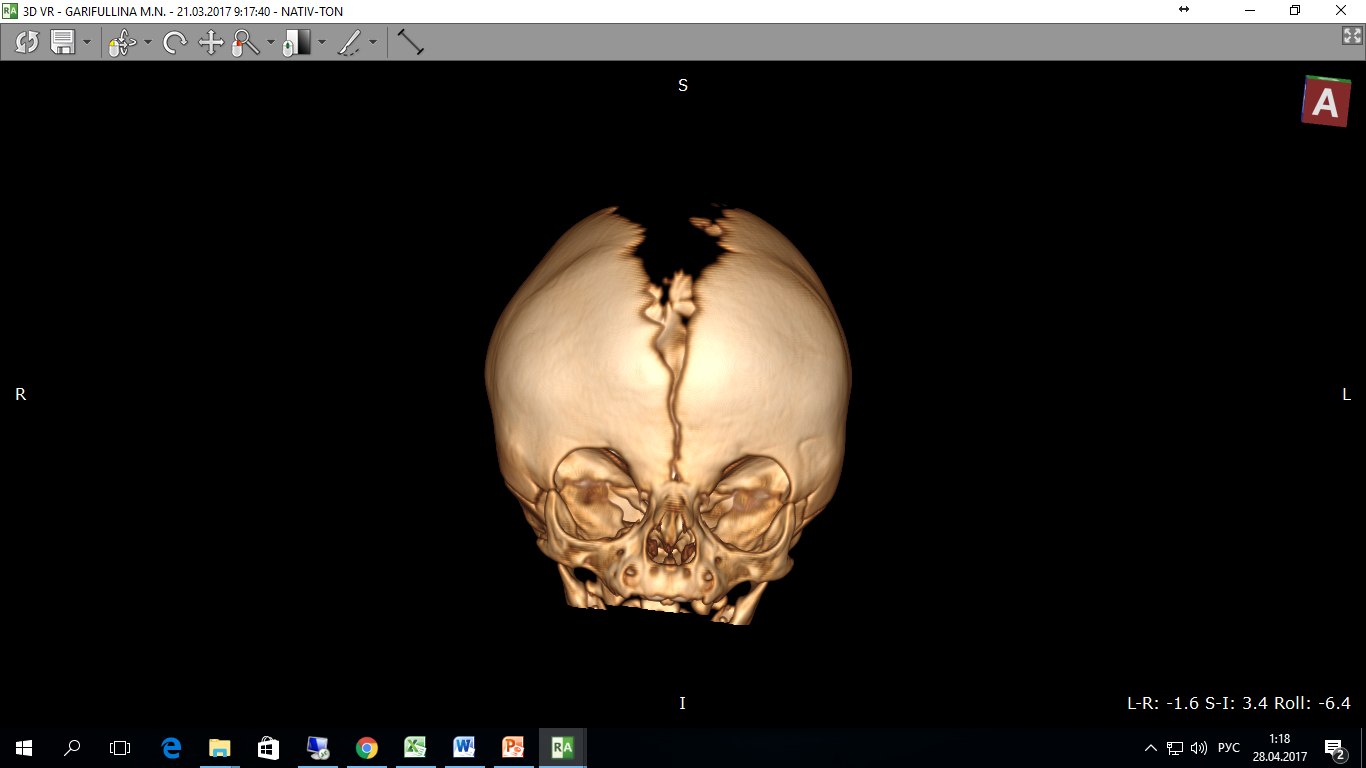 RA 3D VR - GARIFULLINA M.N. - 21.03.2017 9:17:40 - NATIV-TON
S
A
R
L
I
L-R: -1.6 S-I: 3.4 Roll: -6.4
RA
РУС
1:18
28.04.2017
2